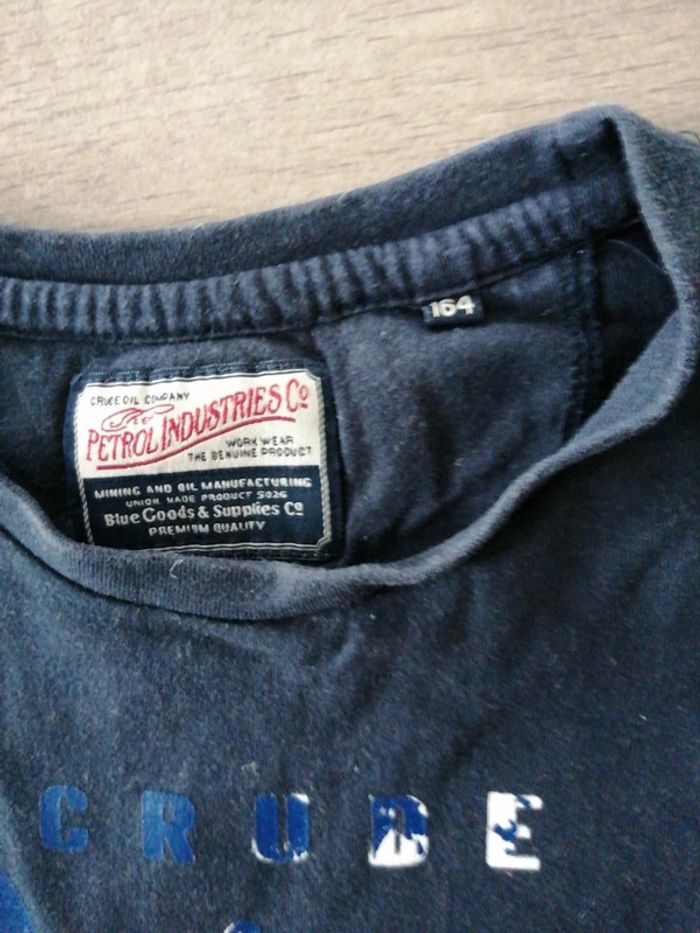 164
CRUDE OIL COMPANY
The
PETROL INDUSTRIES Co
WORK WEAR
THE GENUINE PRODUCT
MINING AND OIL MANUFACTURING
UNION MADE PRODUCT 5026
Blue Goods & Supplies Co
PREMIUM QUALITY
CRUDE